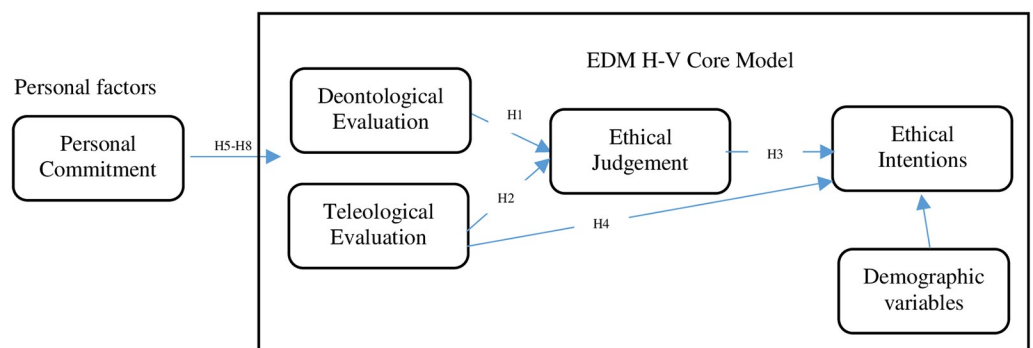 EDM H-V Core Model
Personal factors
Personal
Commitment
H5-H8
Deontological
Evaluation
H1
Teleological
Evaluation
H2
Ethical
Judgement
H3
H4
Ethical
Intentions
Demographic
variables